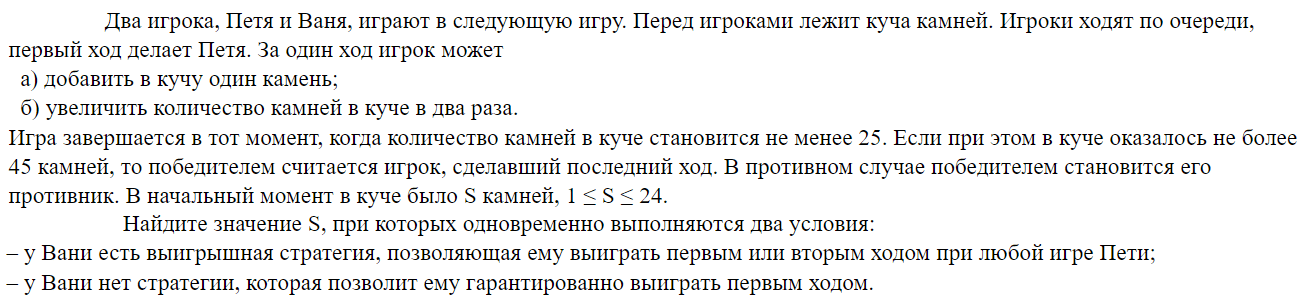 Два игрока, Петя и Ваня, играют в следующую игру. Перед игроками лежит куча камней. Игроки ходят по очереди,
первый ход делает Петя. За один ход игрок может
а) добавить в кучу один камень;
б) увеличить количество камней в куче в два раза.
Игра завершается в тот момент, когда количество камней в куче становится не менее 25. Если при этом в куче оказалось не более
45 камней, то победителем считается игрок, сделавший последний ход. В противном случае победителем становится его
противник. В начальный момент в куче было S камней, 1 ≤ S ≤ 24.
Найдите значение S, при которых одновременно выполняются два условия:
– у Вани есть выигрышная стратегия, позволяющая ему выиграть первым или вторым ходом при любой игре Пети;
– у Вани нет стратегии, которая позволит ему гарантированно выиграть первым ходом.